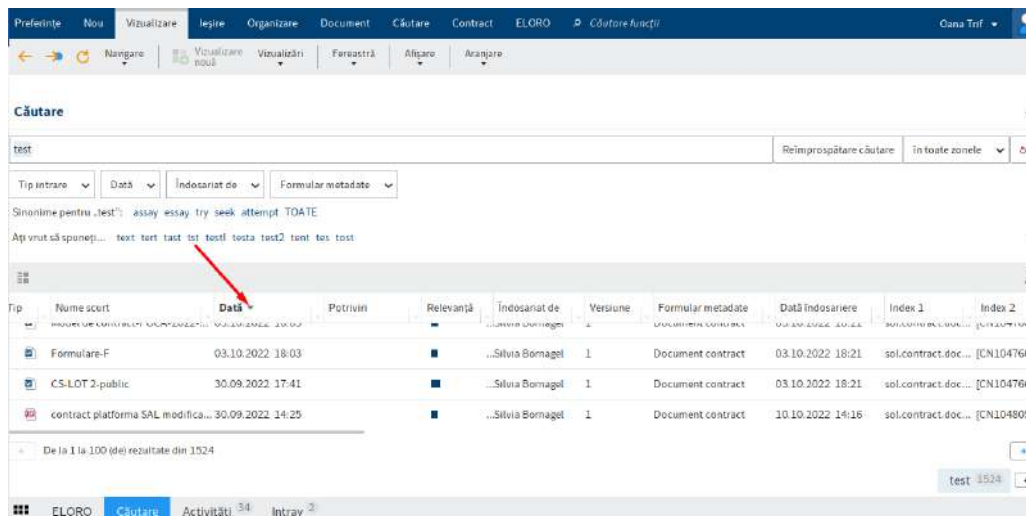 Preferințe Nou Vizualizare Ieșire Organizare Document Căutare Contract ELORO Căutare funcții Oana Trif
Navigare Vizualizare nouă Vizualizări Fereastră Afișare Aranjare
Căutare
test Reîmprospătare căutare în toate zonele
Tip intrare Dată Îndosariat de Formular metadate
Sinonime pentru „test”: assay essay try seek attempt TOATE
Ați vrut să spuneți... text tert tast tst testl testa test2 tent tes tost
Tip Nume scurt Dată Potriviri Relevanță Îndosariat de Versiune Formular metadate Dată îndosariere Index 1 Index 2
Formulare-F 03.10.2022 18:03 ...Silvia Bornagel 1 Document contract 03.10.2022 18:21 sol.contract.doc... [CN10476
CS-LOT 2-public 30.09.2022 17:41 ...Silvia Bornagel 1 Document contract 03.10.2022 18:21 sol.contract.doc... [CN10476
contract platforma SAL modifica... 30.09.2022 14:25 ...Silvia Bornagel 1 Document contract 10.10.2022 14:16 sol.contract.doc... [CN10480
De la 1 la 100 (de) rezultate din 1524
test 1524
ELORO Căutare Activități 34 Intray 2